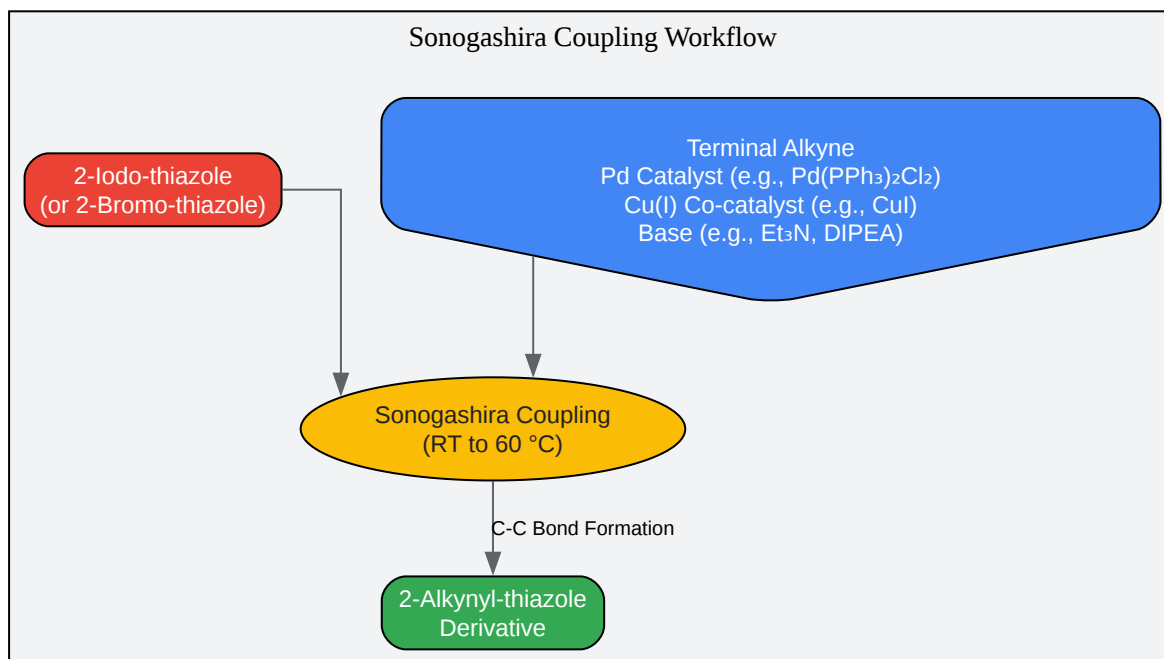 Sonogashira Coupling Workflow
2-Iodo-thiazole
(or 2-Bromo-thiazole)
Terminal Alkyne
Pd Catalyst (e.g., Pd(PPh₃)₂Cl₂)
Cu(I) Co-catalyst (e.g., CuI)
Base (e.g., Et₃N, DIPEA)
Sonogashira Coupling
(RT to 60 °C)
C-C Bond Formation
2-Alkynyl-thiazole
Derivative